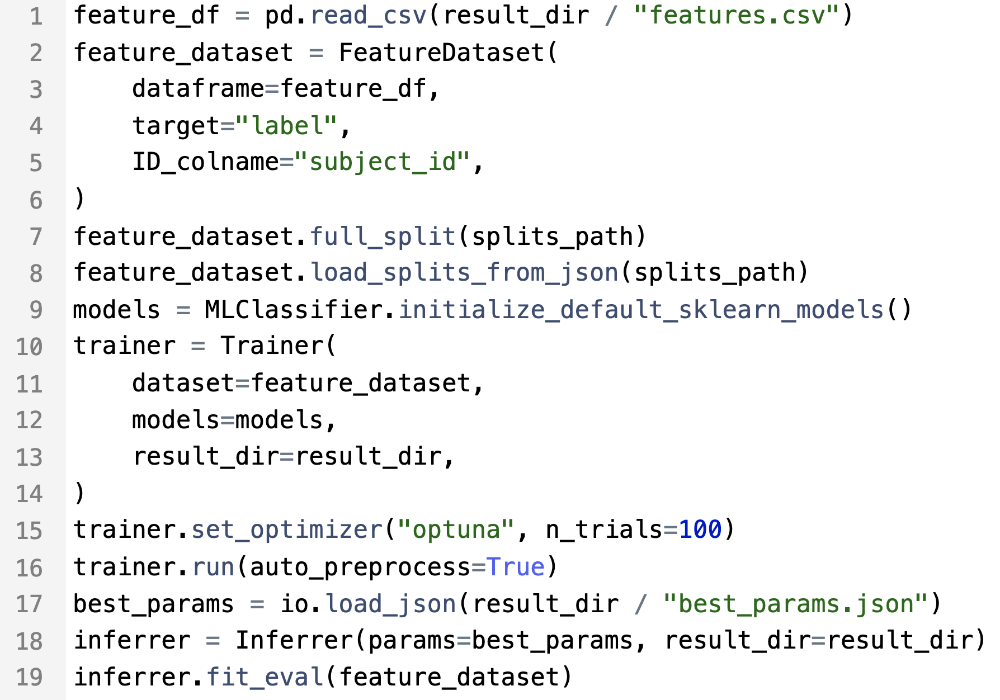 1 feature_df = pd.read_csv(result_dir / "features.csv")
2 feature_dataset = FeatureDataset(
3     dataframe=feature_df,
4     target="label",
5     ID_colname="subject_id",
6 )
7 feature_dataset.full_split(splits_path)
8 feature_dataset.load_splits_from_json(splits_path)
9 models = MLClassifier.initialize_default_sklearn_models()
10 trainer = Trainer(
11     dataset=feature_dataset,
12     models=models,
13     result_dir=result_dir,
14 )
15 trainer.set_optimizer("optuna", n_trials=100)
16 trainer.run(auto_preprocess=True)
17 best_params = io.load_json(result_dir / "best_params.json")
18 inferrer = Inferrer(params=best_params, result_dir=result_dir)
19 inferrer.fit_eval(feature_dataset)